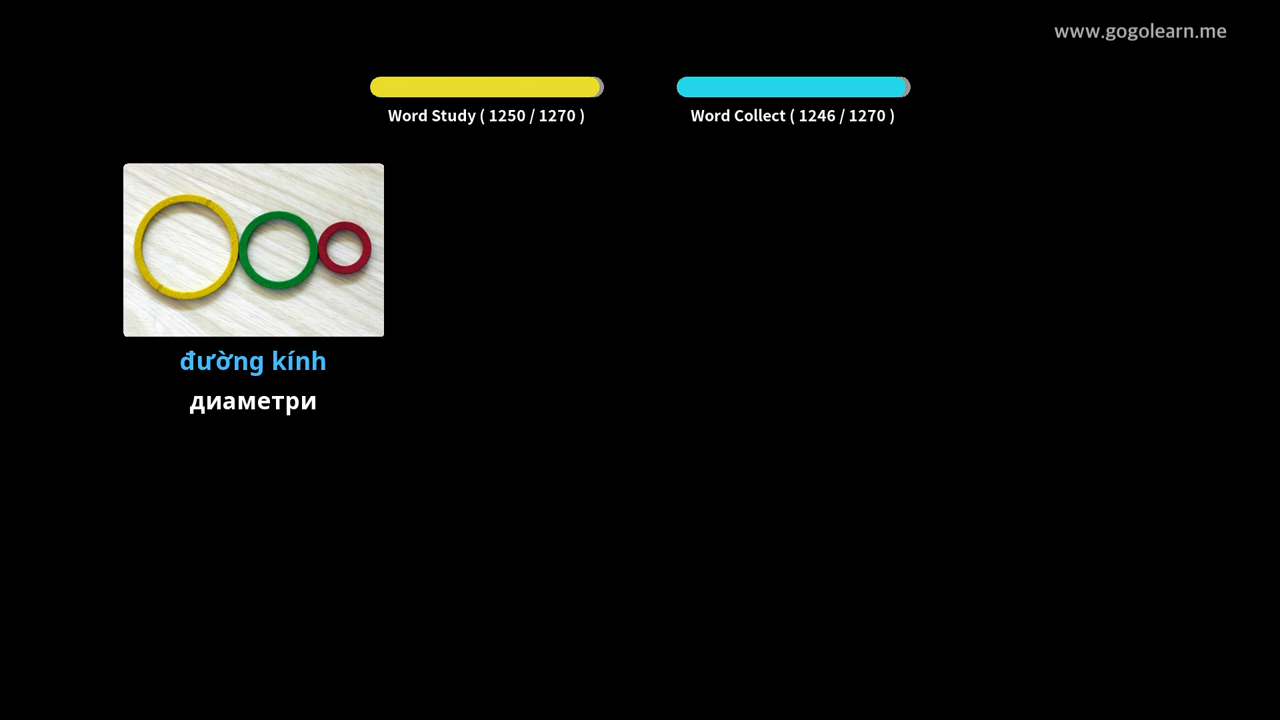 www.gogolearn.me
Word Study ( 1250 / 1270 )
Word Collect ( 1246 / 1270 )
đường kính
диаметри